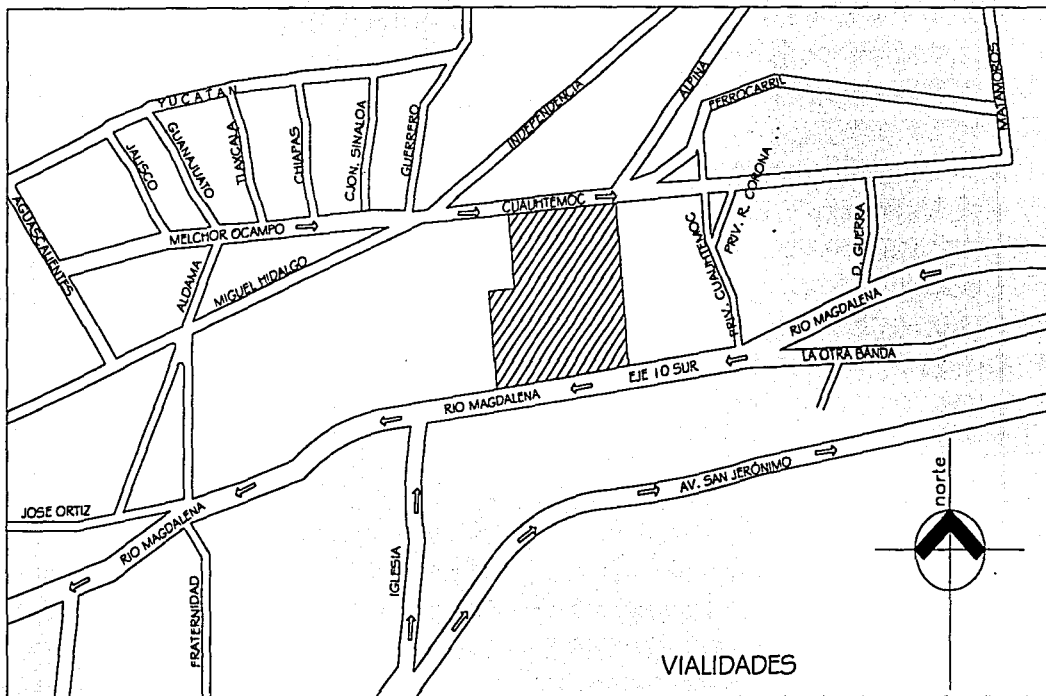 YUCATAN
JALISCO
GUANAJUATO
TLAXCALA
CHIAPAS
CJON. SINALOA
GUERRERO
INDEPENDENCIA
ALPINA
FERROCARRIL
MATAMOROS
AGUASCALIENTES
MELCHOR OCAMPO
CUAUHTEMOC
ALDAMA
MIGUEL HIDALGO
PRIV. CUAUHTEMOC
PRIV. R. CORONA
D. GUERRA
RIO MAGDALENA
LA OTRA BANDA
EJE 10 SUR
RIO MAGDALENA
AV. SAN JERÓNIMO
norte
JOSE ORTIZ
RIO MAGDALENA
IGLESIA
FRATERNIDAD
VIALIDADES